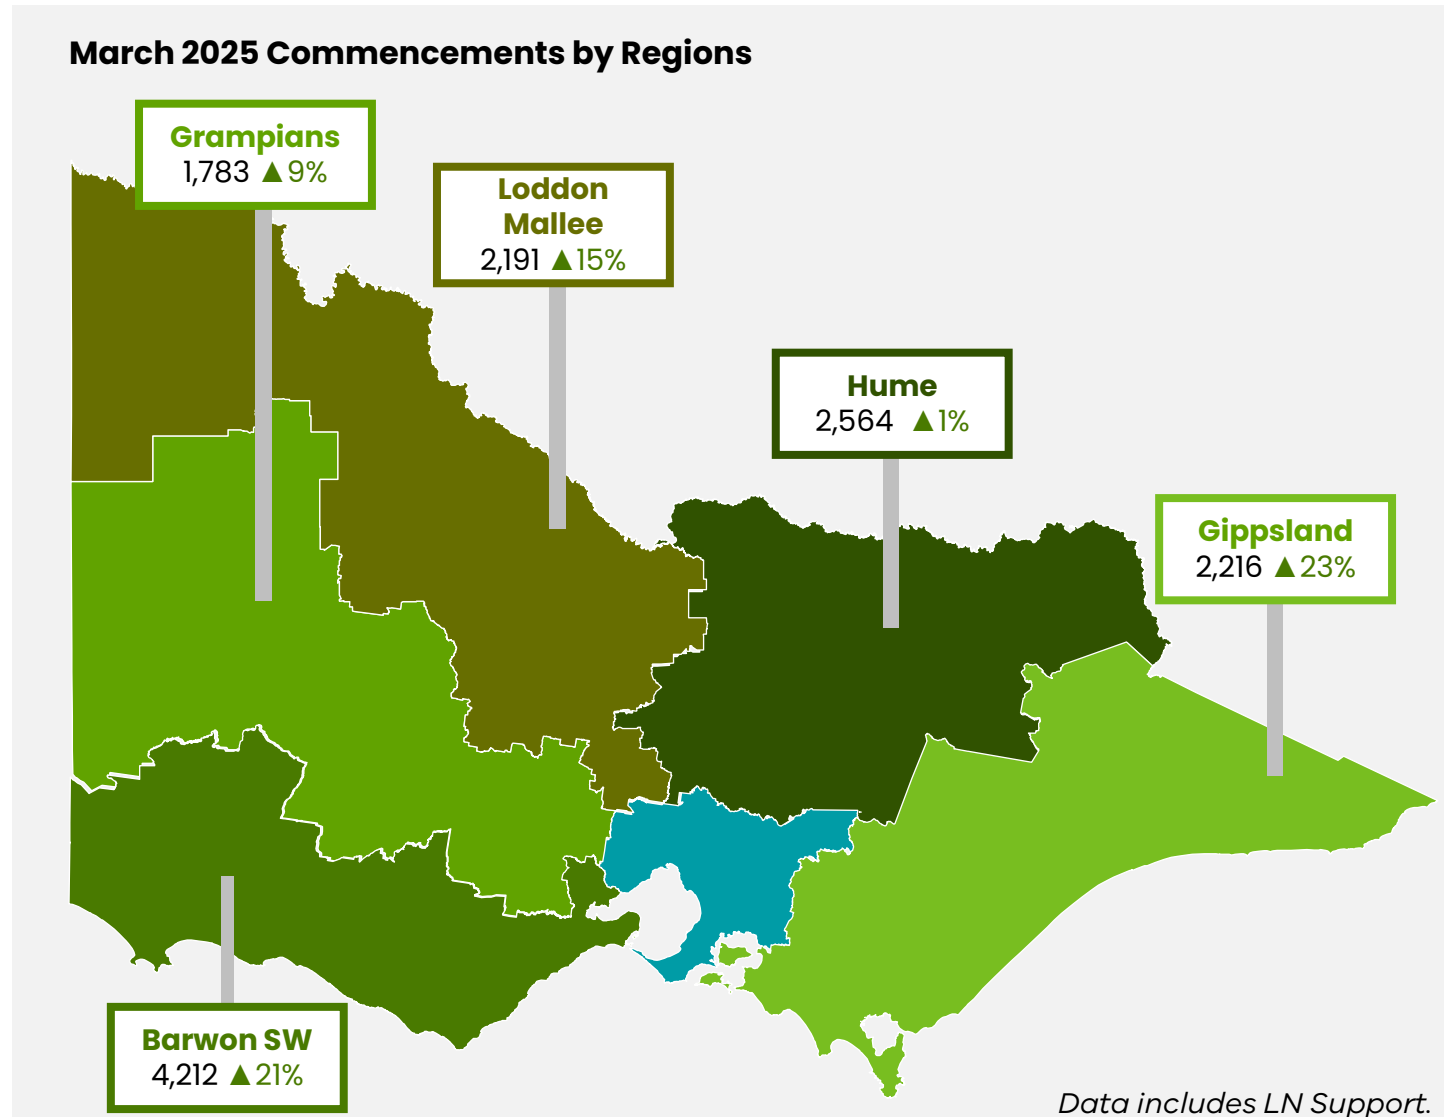 March 2025 Commencements by Regions
Grampians
1,783 ▲9%
Loddon
Mallee
2,191 ▲15%
Hume
2,564 ▲1%
Gippsland
2,216 ▲23%
Barwon SW
4,212 ▲21%
Data includes LN Support.